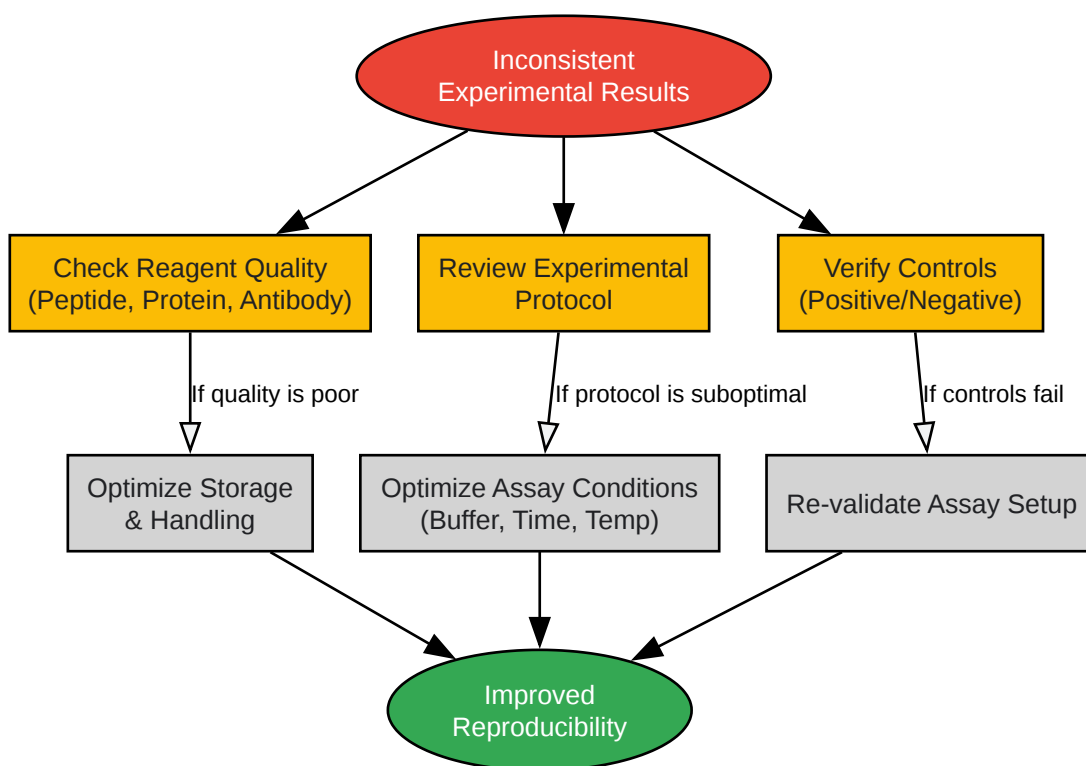 Inconsistent
Experimental Results
Check Reagent Quality
(Peptide, Protein, Antibody)
Review Experimental
Protocol
Verify Controls
(Positive/Negative)
If quality is poor
If protocol is suboptimal
If controls fail
Optimize Storage
& Handling
Optimize Assay Conditions
(Buffer, Time, Temp)
Re-validate Assay Setup
Improved
Reproducibility